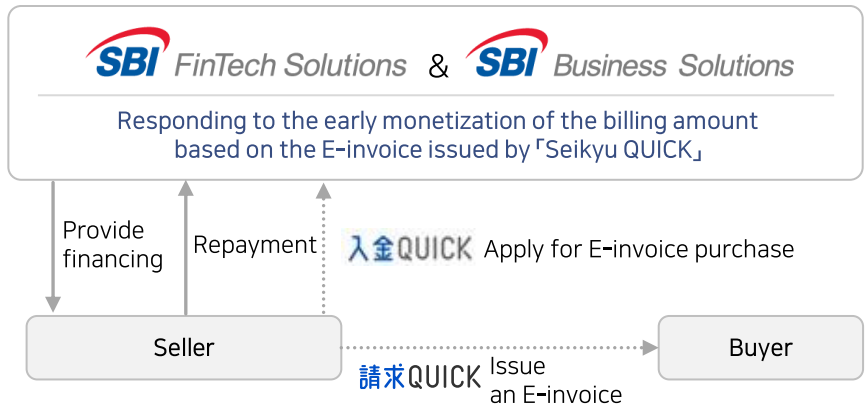 SBI FinTech Solutions & SBI Business Solutions
Responding to the early monetization of the billing amount
based on the E-invoice issued by「Seikyu QUICK」
Provide
financing
Repayment
入金QUICK Apply for E-invoice purchase
Seller
Buyer
請求QUICK Issue
an E-invoice